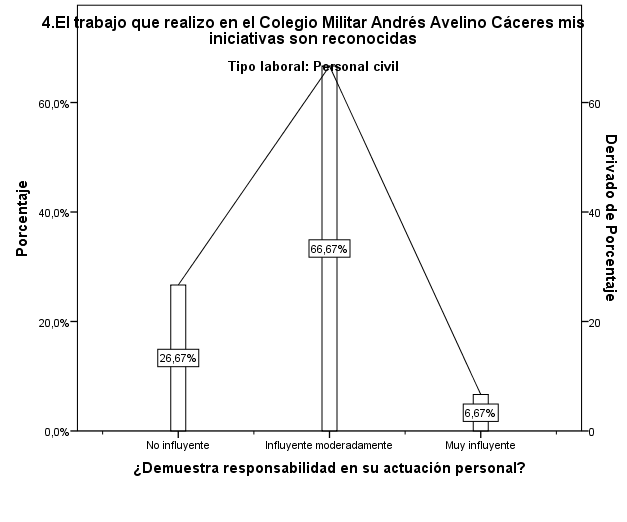 4.El trabajo que realizo en el Colegio Militar Andrés Avelino Cáceres mis
iniciativas son reconocidas
Tipo laboral: Personal civil
Porcentaje
60,0%
40,0%
20,0%
0,0%
66,67%
26,67%
6,67%
60
40
20
0
Derivado de Porcentaje
No influyente
Influyente moderadamente
Muy influyente
¿Demuestra responsabilidad en su actuación personal?